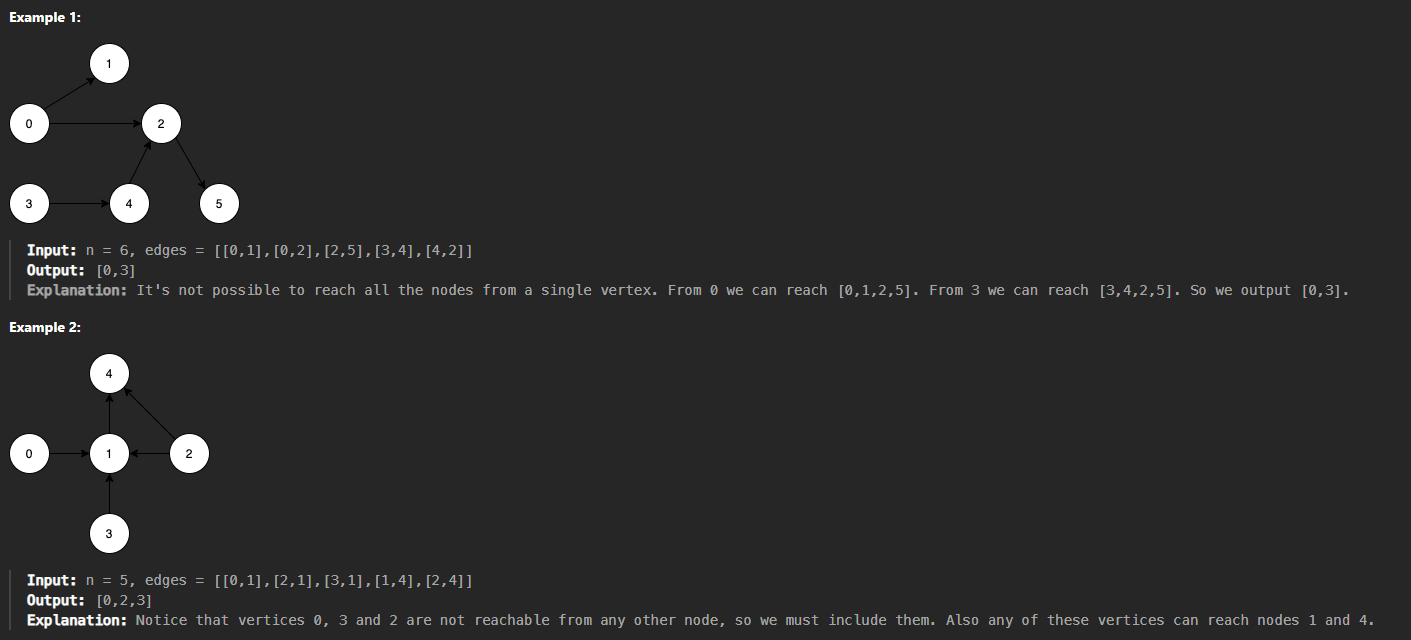 Example 1:
1
0
2
3
4
5
Input: n = 6, edges = [[0,1],[0,2],[2,5],[3,4],[4,2]]
Output: [0,3]
Explanation: It's not possible to reach all the nodes from a single vertex. From 0 we can reach [0,1,2,5]. From 3 we can reach [3,4,2,5]. So we output [0,3].
Example 2:
4
0
1
2
3
Input: n = 5, edges = [[0,1],[2,1],[3,1],[1,4],[2,4]]
Output: [0,2,3]
Explanation: Notice that vertices 0, 3 and 2 are not reachable from any other node, so we must include them. Also any of these vertices can reach nodes 1 and 4.